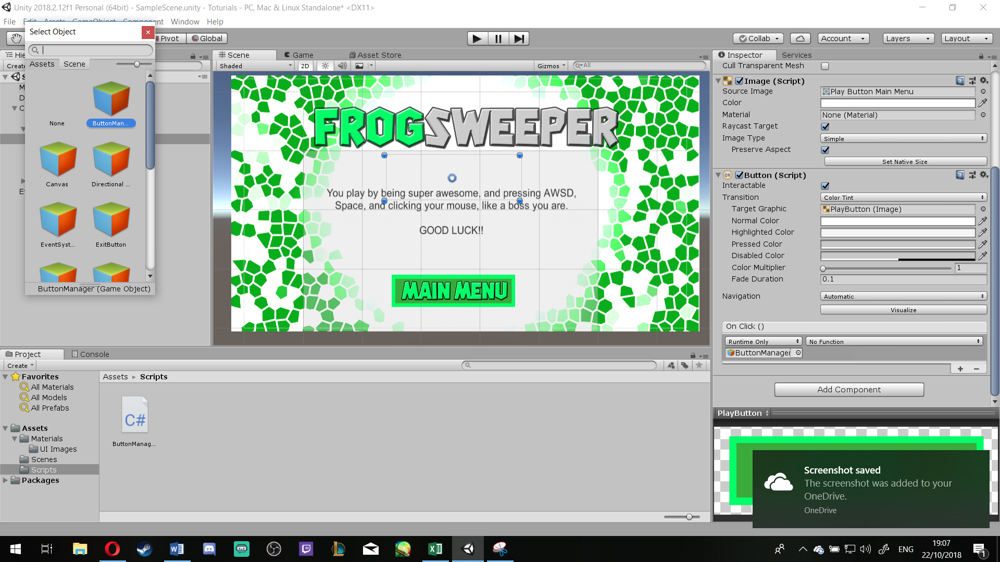 Unity 2018.2.12f1 Personal (64bit) - SampleScene.unity - Toturials - PC, Mac & Linux Standalone* <DX11>
File Edit Assets GameObject Component Window Help
Select Object
Pivot Global
Collab Account Layers Layout
Assets Scene
None ButtonMan...
Canvas Directional ...
EventSyst... ExitButton
ButtonManager (Game Object)
Hie
Create
Scene Game Asset Store
Shaded 2D Gizmos All
FROGSWEEPER
You play by being super awesome, and pressing AWSD,
Space, and clicking your mouse, like a boss you are.
GOOD LUCK!!
MAIN MENU
Inspector Services
Cull Transparent Mesh
Image (Script)
Source Image Play Button Main Menu
Color
Material None (Material)
Raycast Target
Image Type Simple
Preserve Aspect
Set Native Size
Button (Script)
Interactable
Transition Color Tint
Target Graphic PlayButton (Image)
Normal Color
Highlighted Color
Pressed Color
Disabled Color
Color Multiplier 1
Fade Duration 0.1
Navigation Automatic
Visualize
On Click ()
Runtime Only No Function
ButtonManager
Add Component
PlayButton
Project Console
Create
Favorites
All Materials
All Models
All Prefabs
Assets
Materials
UI Images
Scenes
Scripts
Packages
Assets Scripts
C#
ButtonManag...
Screenshot saved
The screenshot was added to your
OneDrive.
OneDrive
ENG
19:07
22/10/2018
1